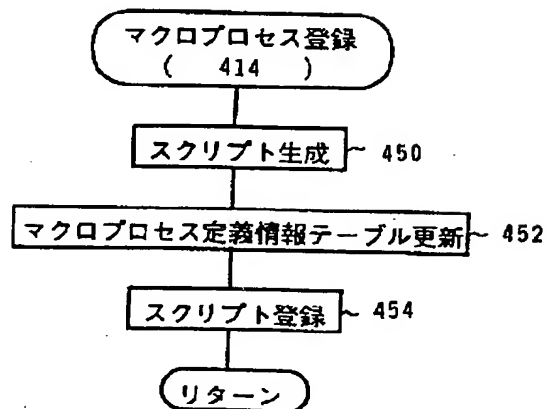 マクロプロセス登録
( 414 )
スクリプト生成 ~ 450
マクロプロセス定義情報テーブル更新 ~ 452
スクリプト登録 ~ 454
リターン